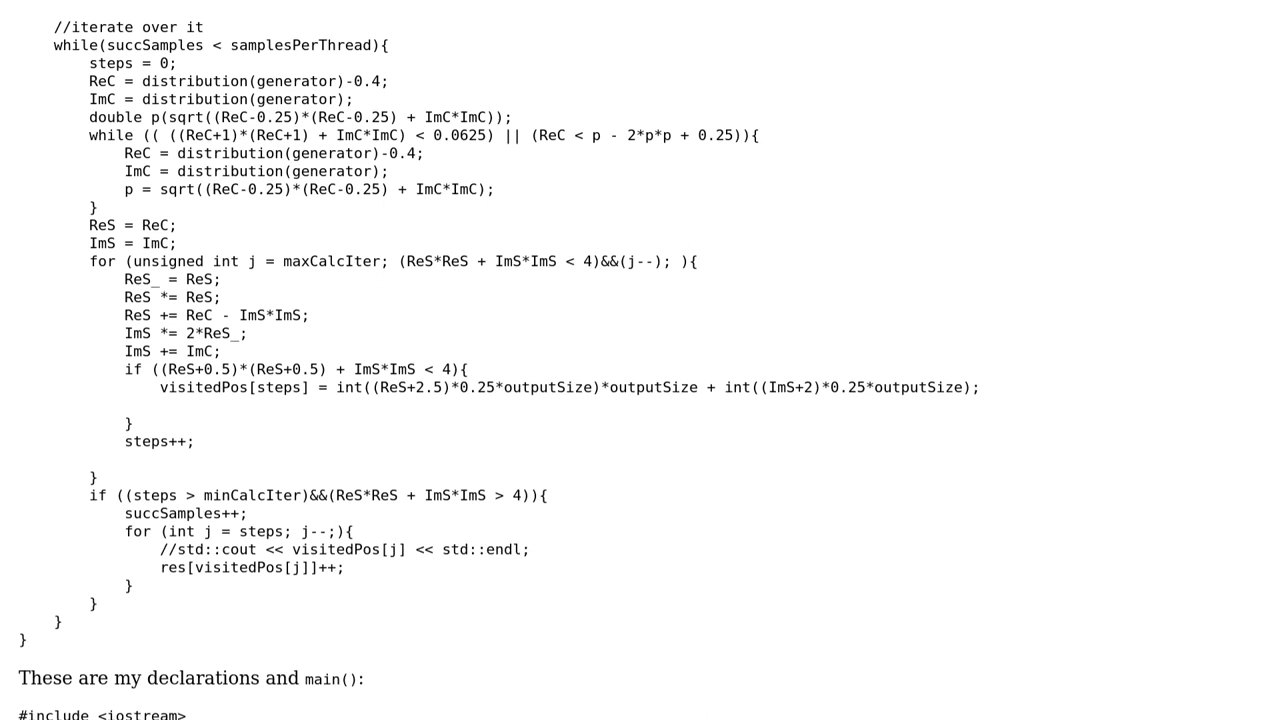 //iterate over it
while(succSamples < samplesPerThread){
steps = 0;
ReC = distribution(generator)-0.4;
ImC = distribution(generator);
double p(sqrt((ReC-0.25)*(ReC-0.25) + ImC*ImC));
while (( ((ReC+1)*(ReC+1) + ImC*ImC) < 0.0625) || (ReC < p - 2*p*p + 0.25)){
ReC = distribution(generator)-0.4;
ImC = distribution(generator);
p = sqrt((ReC-0.25)*(ReC-0.25) + ImC*ImC);
}
ReS = ReC;
ImS = ImC;
for (unsigned int j = maxCalcIter; (ReS*ReS + ImS*ImS < 4)&&(j--); ){
ReS_ = ReS;
ReS *= ReS;
ReS += ReC - ImS*ImS;
ImS *= 2*ReS_;
ImS += ImC;
if ((ReS+0.5)*(ReS+0.5) + ImS*ImS < 4){
visitedPos[steps] = int((ReS+2.5)*0.25*outputSize)*outputSize + int((ImS+2)*0.25*outputSize);
}
steps++;
}
if ((steps > minCalcIter)&&(ReS*ReS + ImS*ImS > 4)){
succSamples++;
for (int j = steps; j--;){
//std::cout << visitedPos[j] << std::endl;
res[visitedPos[j]]++;
}
}
}
}
These are my declarations and main():
#include <iostream>